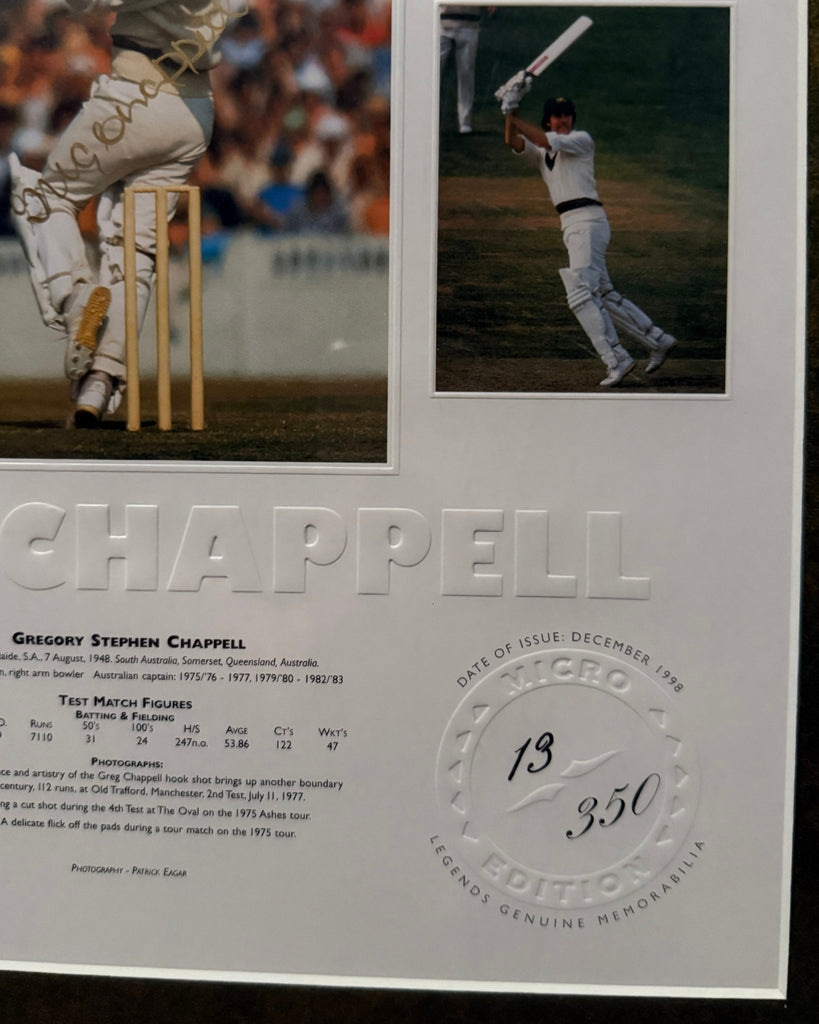 Greg Chappell
CHAPPELL
GREGORY STEPHEN CHAPPELL
aide, S.A., 7 August, 1948. South Australia, Somerset, Queensland, Australia.
n, right arm bowler Australian captain: 1975/'76 - 1977, 1979/'80 - 1982/'83
TEST MATCH FIGURES
BATTING & FIELDING
O. RUNS 50's 100's H/S AVGE CT's WKT's
7110 31 24 247n.o. 53.86 122 47
PHOTOGRAPHS:
ce and artistry of the Greg Chappell hook shot brings up another boundary
century, 112 runs, at Old Trafford, Manchester, 2nd Test, July 11, 1977.
ng a cut shot during the 4th Test at The Oval on the 1975 Ashes tour.
A delicate flick off the pads during a tour match on the 1975 tour.
PHOTOGRAPHY - PATRICK EAGAR
DATE OF ISSUE: DECEMBER 1998
MICRO
13
350
EDITION
LEGENDS GENUINE MEMORABILIA